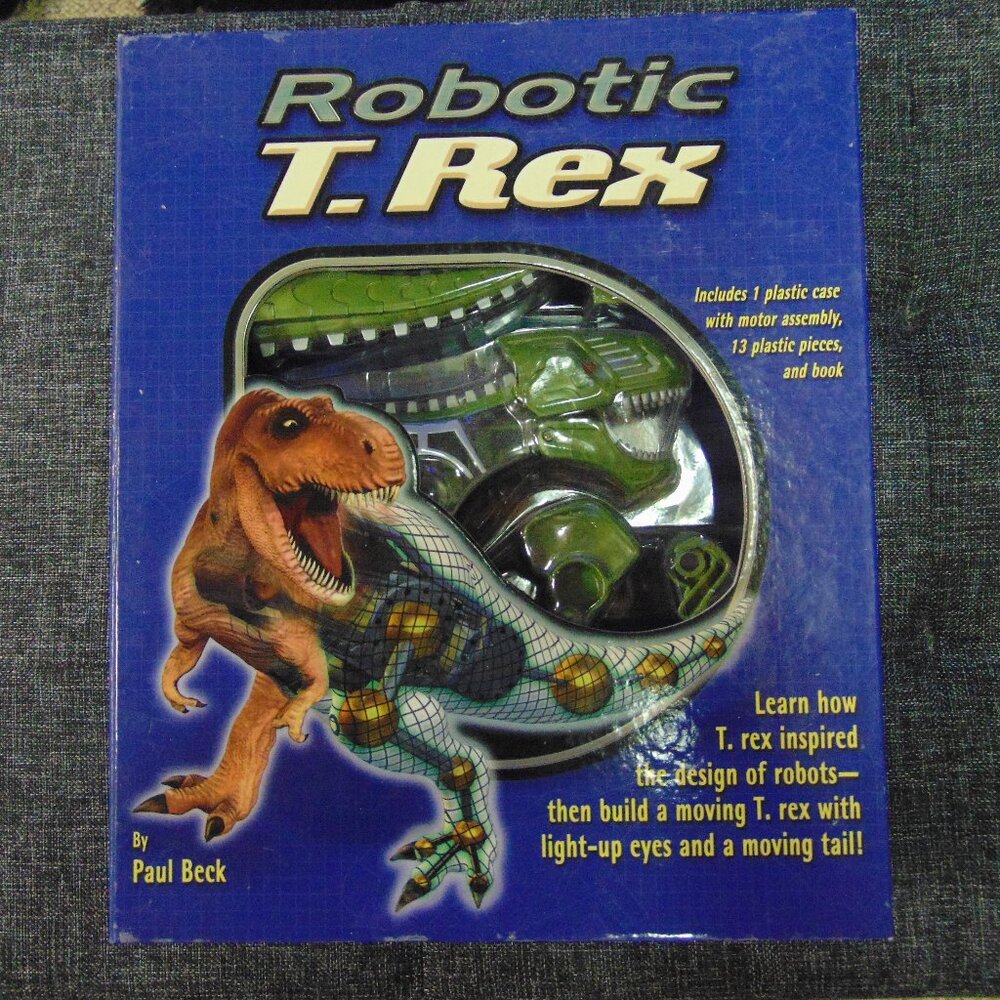 Robotic
T. Rex
Includes 1 plastic case
with motor assembly,
13 plastic pieces,
and book
Learn how
T. rex inspired
the design of robots—
then build a moving T. rex with
light-up eyes and a moving tail!
By
Paul Beck